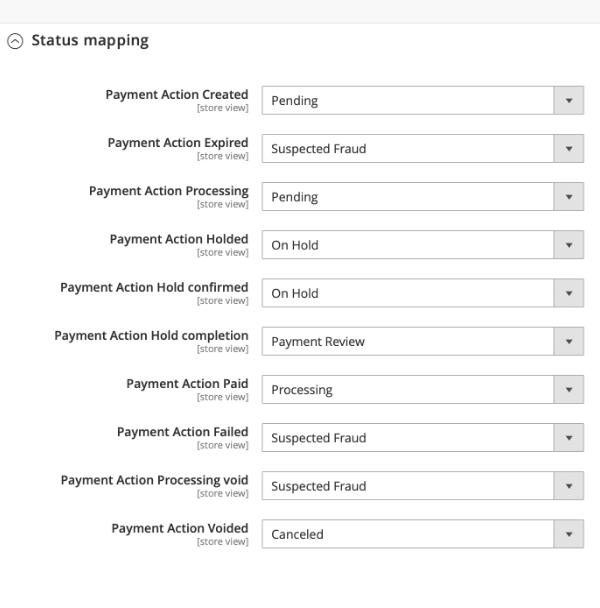 Status mapping
Payment Action Created
[store view]
Pending
Payment Action Expired
[store view]
Suspected Fraud
Payment Action Processing
[store view]
Pending
Payment Action Holded
[store view]
On Hold
Payment Action Hold confirmed
[store view]
On Hold
Payment Action Hold completion
[store view]
Payment Review
Payment Action Paid
[store view]
Processing
Payment Action Failed
[store view]
Suspected Fraud
Payment Action Processing void
[store view]
Suspected Fraud
Payment Action Voided
[store view]
Canceled